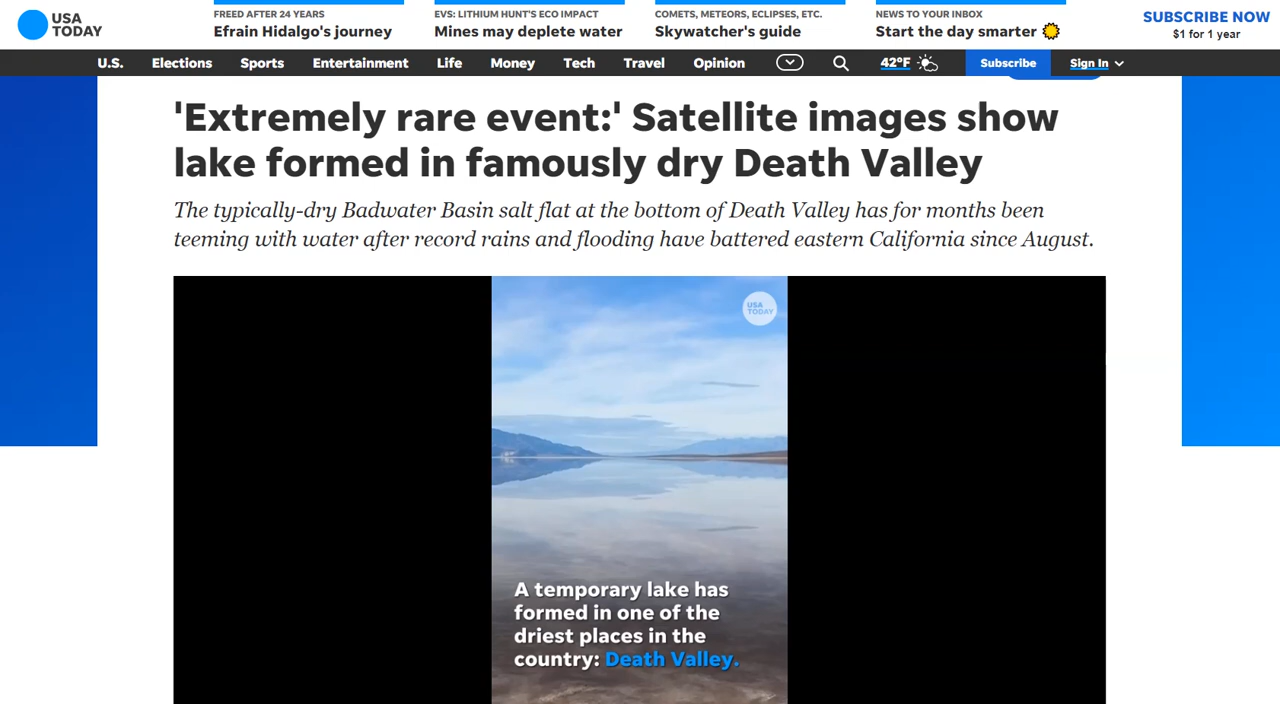 USA
TODAY
FREED AFTER 24 YEARS
Efrain Hidalgo's journey
EVS: LITHIUM HUNT'S ECO IMPACT
Mines may deplete water
COMETS, METEORS, ECLIPSES, ETC.
Skywatcher's guide
NEWS TO YOUR INBOX
Start the day smarter
SUBSCRIBE NOW
$1 for 1 year
U.S. Elections Sports Entertainment Life Money Tech Travel Opinion 42°F Subscribe Sign In
'Extremely rare event:' Satellite images show
lake formed in famously dry Death Valley
The typically-dry Badwater Basin salt flat at the bottom of Death Valley has for months been
teeming with water after record rains and flooding have battered eastern California since August.
USA
TODAY
A temporary lake has
formed in one of the
driest places in the
country: Death Valley.